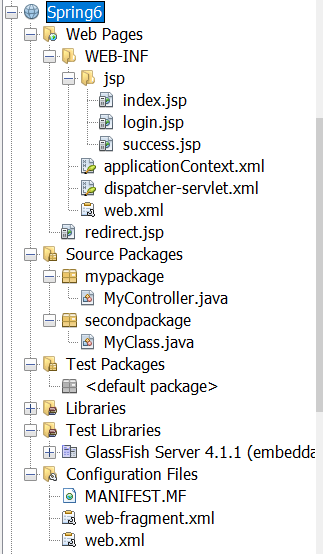 Spring6
Web Pages
WEB-INF
jsp
index.jsp
login.jsp
success.jsp
applicationContext.xml
dispatcher-servlet.xml
web.xml
redirect.jsp
Source Packages
mypackage
MyController.java
secondpackage
MyClass.java
Test Packages
<default package>
Libraries
Test Libraries
GlassFish Server 4.1.1 (embedda
Configuration Files
MANIFEST.MF
web-fragment.xml
web.xml